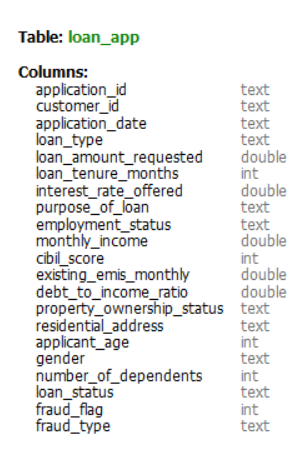 Table: loan_app
Columns:
application_id text
customer_id text
application_date text
loan_type text
loan_amount_requested double
loan_tenure_months int
interest_rate_offered double
purpose_of_loan text
employment_status text
monthly_income double
cibil_score int
existing_emis_monthly double
debt_to_income_ratio double
property_ownership_status text
residential_address text
applicant_age int
gender text
number_of_dependents int
loan_status text
fraud_flag int
fraud_type text